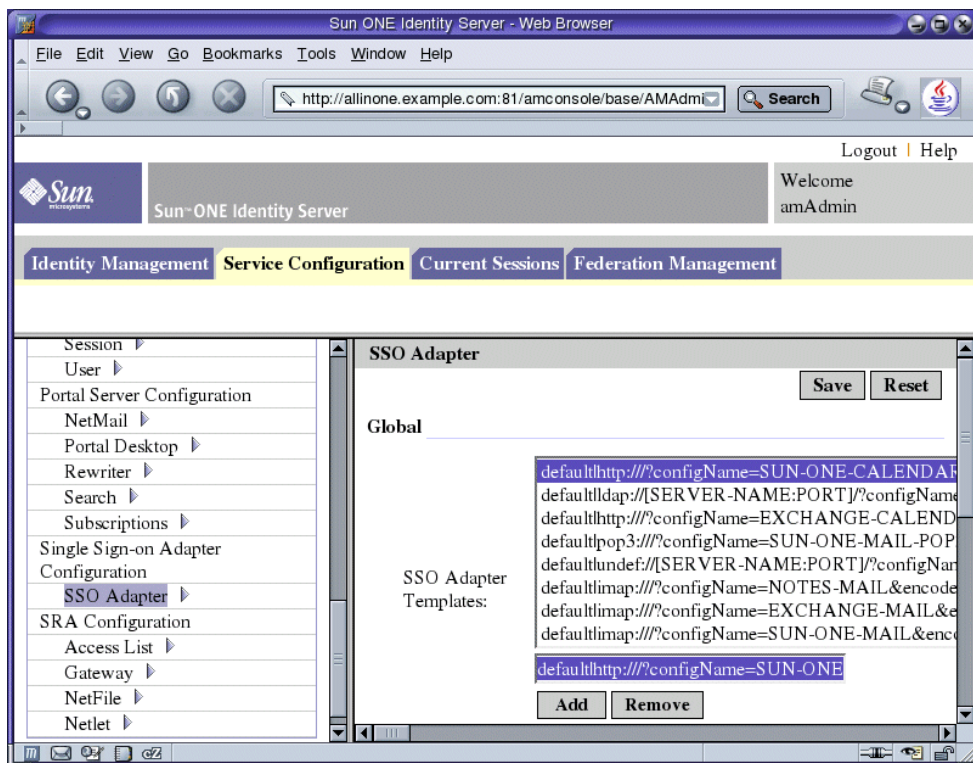 Sun ONE Identity Server - Web Browser
File Edit View Go Bookmarks Tools Window Help
http://allinone.example.com:81/amconsole/base/AMAdmi
Search
Logout | Help
Sun
microsystems
Sun™ ONE Identity Server
Welcome
amAdmin
Identity Management Service Configuration Current Sessions Federation Management
Session
User
Portal Server Configuration
NetMail
Portal Desktop
Rewriter
Search
Subscriptions
Single Sign-on Adapter
Configuration
SSO Adapter
SRA Configuration
Access List
Gateway
NetFile
Netlet
SSO Adapter
Save Reset
Global
SSO Adapter
Templates:
default|http:///?configName=SUN-ONE-CALENDAR
default|ldap://[SERVER-NAME:PORT]/?configName
default|http:///?configName=EXCHANGE-CALEND
default|pop3:///?configName=SUN-ONE-MAIL-POP
default|undef://[SERVER-NAME:PORT]/?configNam
default|imap:///?configName=NOTES-MAIL&encode
default|imap:///?configName=EXCHANGE-MAIL&e
default|imap:///?configName=SUN-ONE-MAIL&enco
default|http:///?configName=SUN-ONE
Add Remove